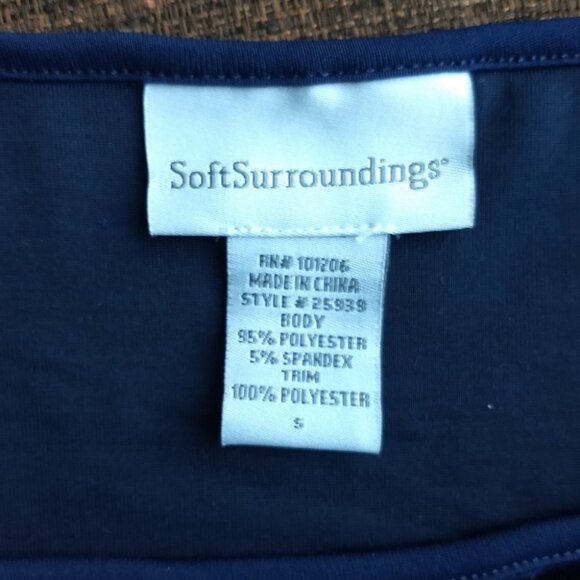 SoftSurroundings®
RN# 101206
MADE IN CHINA
STYLE # 25939
BODY
95% POLYESTER
5% SPANDEX
TRIM
100% POLYESTER
S